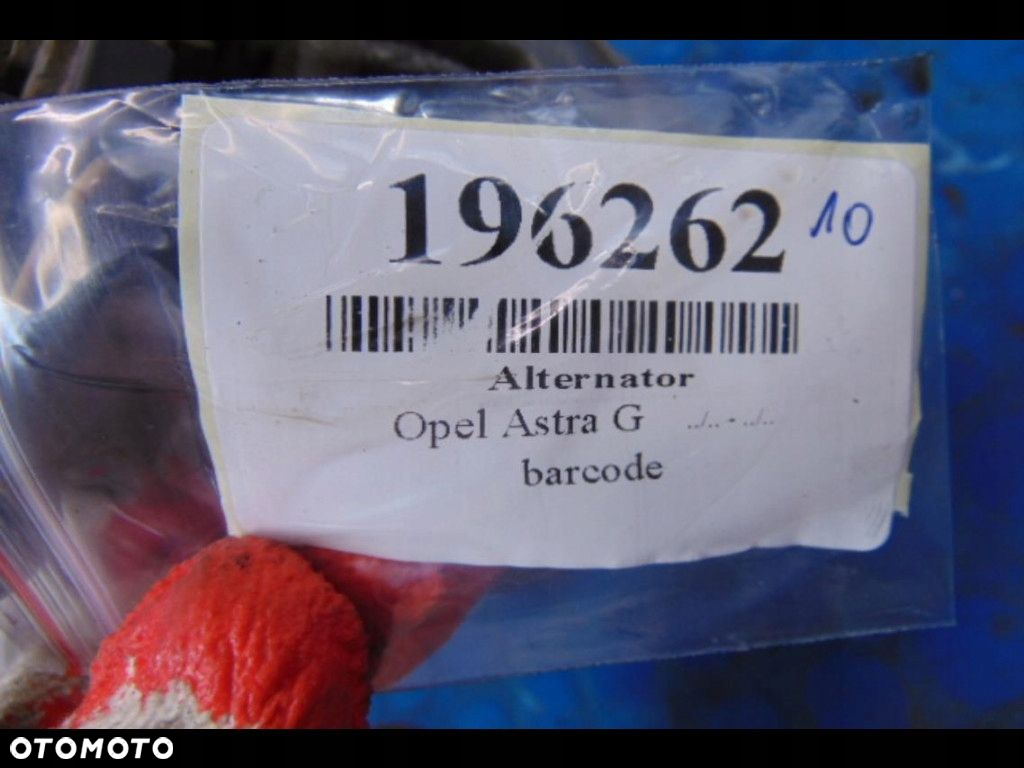 196262 10
Alternator
Opel Astra G ../.. - ../..
barcode
OTOMOTO